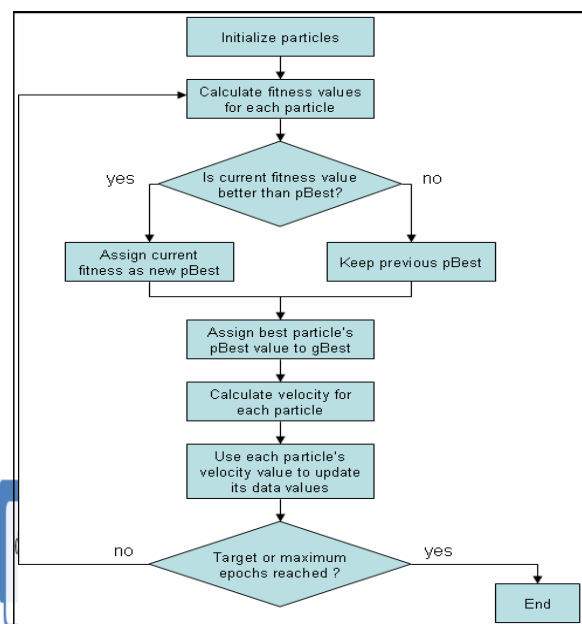 Initialize particles
Calculate fitness values
for each particle
Is current fitness value
better than pBest?
yes
no
Assign current
fitness as new pBest
Keep previous pBest
Assign best particle's
pBest value to gBest
Calculate velocity for
each particle
Use each particle's
velocity value to update
its data values
Target or maximum
epochs reached ?
no
yes
End